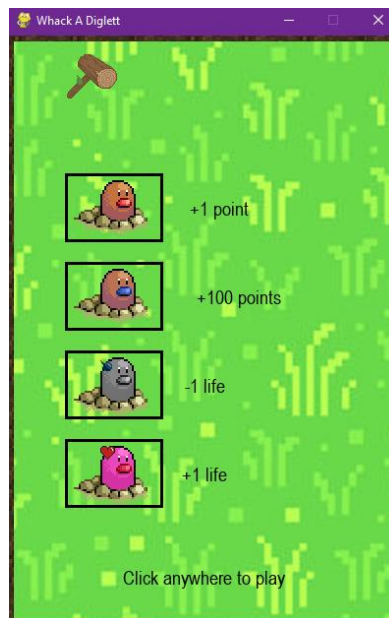 Whack A Diglett
+1 point
+100 points
-1 life
+1 life
Click anywhere to play